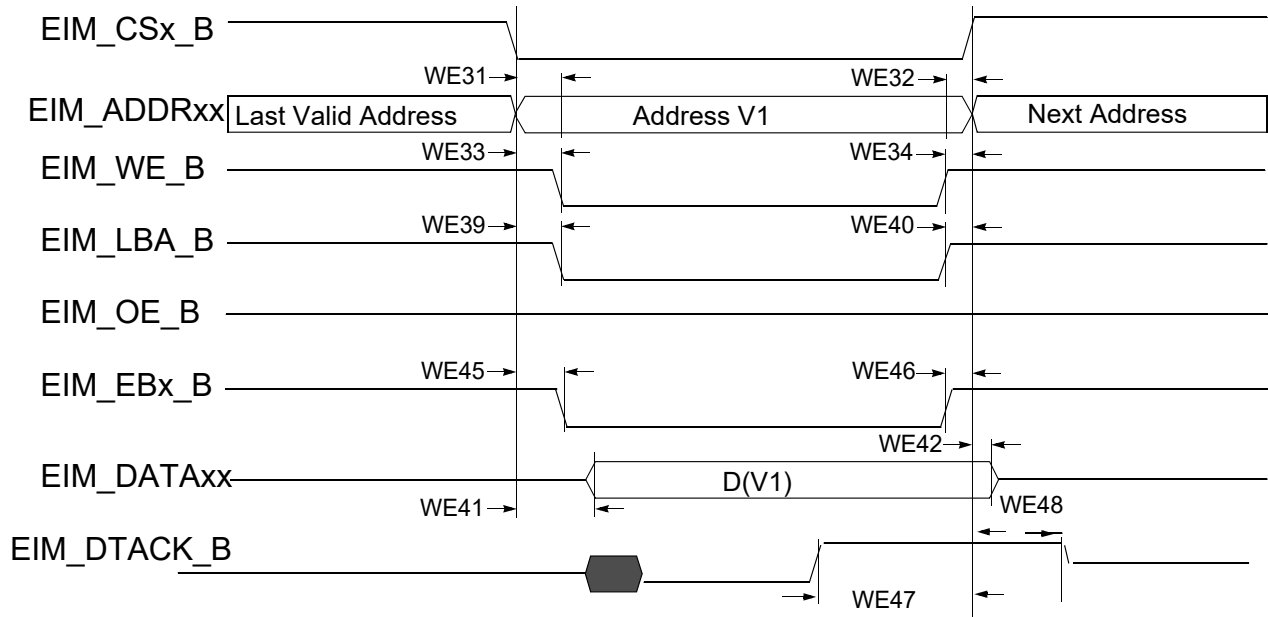 EIM_CSx_B
WE31
WE32
EIM_ADDRxx
Last Valid Address
Address V1
Next Address
WE33
WE34
EIM_WE_B
WE39
WE40
EIM_LBA_B
EIM_OE_B
WE45
WE46
EIM_EBx_B
WE42
EIM_DATAxx
D(V1)
WE41
WE48
EIM_DTACK_B
WE47